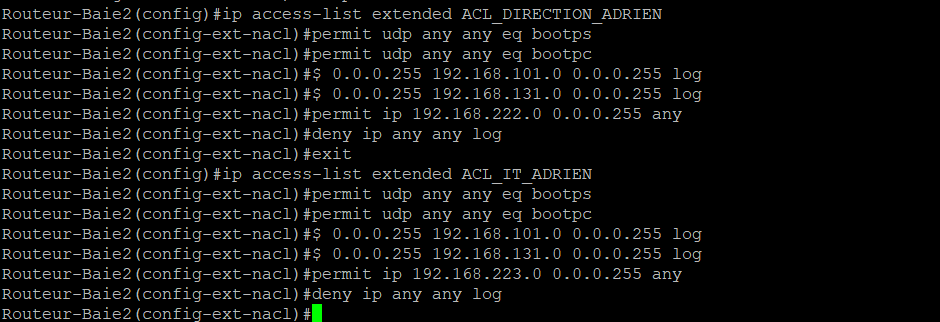 Routeur-Baie2(config)#ip access-list extended ACL_DIRECTION_ADRIEN
Routeur-Baie2(config-ext-nacl)#permit udp any any eq bootps
Routeur-Baie2(config-ext-nacl)#permit udp any any eq bootpc
Routeur-Baie2(config-ext-nacl)#$ 0.0.0.255 192.168.101.0 0.0.0.255 log
Routeur-Baie2(config-ext-nacl)#$ 0.0.0.255 192.168.131.0 0.0.0.255 log
Routeur-Baie2(config-ext-nacl)#permit ip 192.168.222.0 0.0.0.255 any
Routeur-Baie2(config-ext-nacl)#deny ip any any log
Routeur-Baie2(config-ext-nacl)#exit
Routeur-Baie2(config)#ip access-list extended ACL_IT_ADRIEN
Routeur-Baie2(config-ext-nacl)#permit udp any any eq bootps
Routeur-Baie2(config-ext-nacl)#permit udp any any eq bootpc
Routeur-Baie2(config-ext-nacl)#$ 0.0.0.255 192.168.101.0 0.0.0.255 log
Routeur-Baie2(config-ext-nacl)#$ 0.0.0.255 192.168.131.0 0.0.0.255 log
Routeur-Baie2(config-ext-nacl)#permit ip 192.168.223.0 0.0.0.255 any
Routeur-Baie2(config-ext-nacl)#deny ip any any log
Routeur-Baie2(config-ext-nacl)#